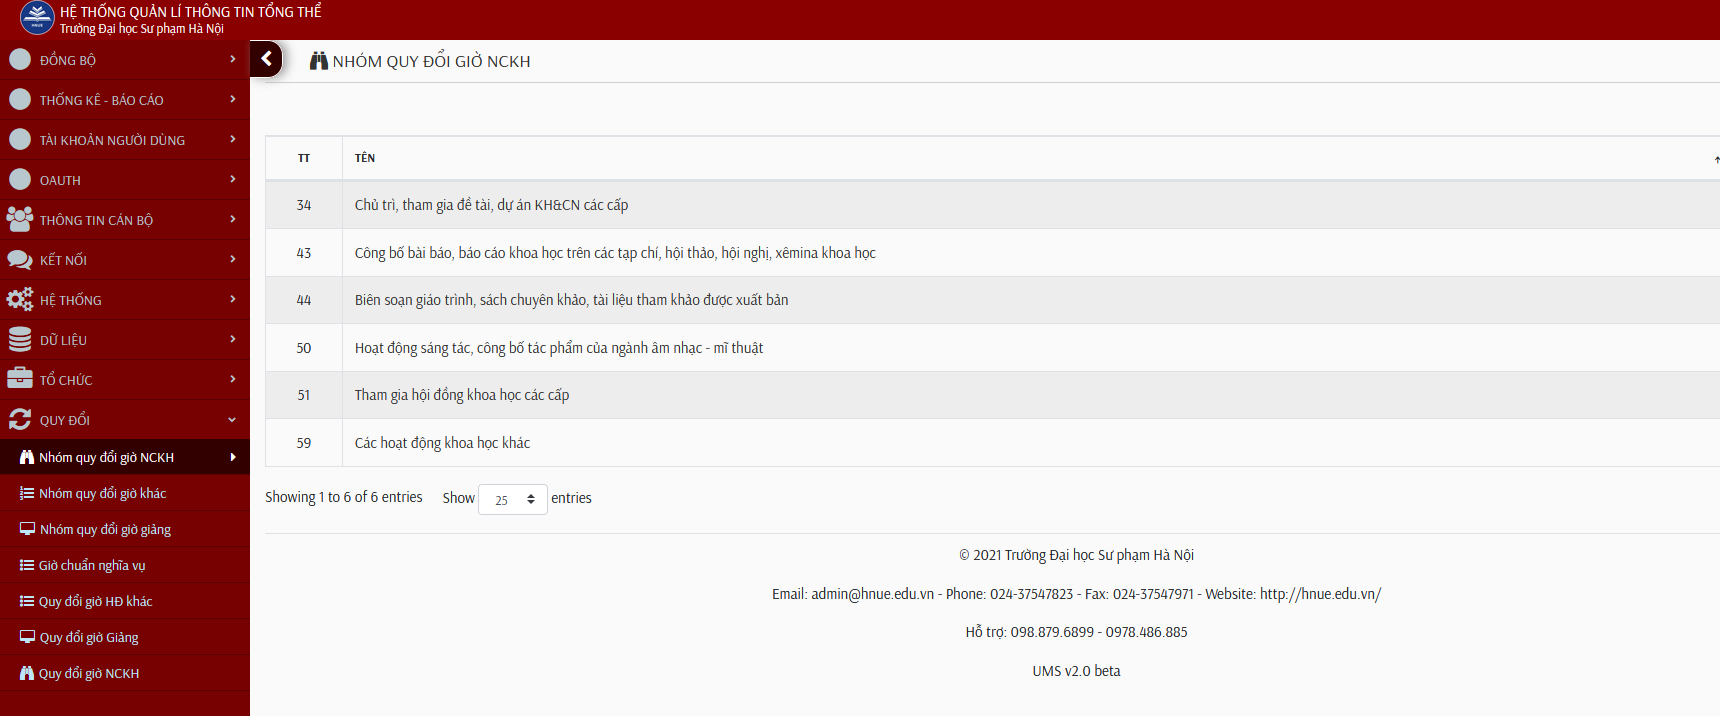 HỆ THỐNG QUẢN LÍ THÔNG TIN TỔNG THỂ
Trường Đại học Sư phạm Hà Nội
HNUE
ĐỒNG BỘ
THỐNG KÊ - BÁO CÁO
TÀI KHOẢN NGƯỜI DÙNG
OAUTH
THÔNG TIN CÁN BỘ
KẾT NỐI
HỆ THỐNG
DỮ LIỆU
TỔ CHỨC
QUY ĐỔI
Nhóm quy đổi giờ NCKH
Nhóm quy đổi giờ khác
Nhóm quy đổi giờ giảng
Giờ chuẩn nghĩa vụ
Quy đổi giờ HĐ khác
Quy đổi giờ Giảng
Quy đổi giờ NCKH
NHÓM QUY ĐỔI GIỜ NCKH
TT TÊN
34 Chủ trì, tham gia đề tài, dự án KH&CN các cấp
43 Công bố bài báo, báo cáo khoa học trên các tạp chí, hội thảo, hội nghị, xêmina khoa học
44 Biên soạn giáo trình, sách chuyên khảo, tài liệu tham khảo được xuất bản
50 Hoạt động sáng tác, công bố tác phẩm của ngành âm nhạc - mĩ thuật
51 Tham gia hội đồng khoa học các cấp
59 Các hoạt động khoa học khác
Showing 1 to 6 of 6 entries Show 25 entries
© 2021 Trường Đại học Sư phạm Hà Nội
Email: admin@hnue.edu.vn - Phone: 024-37547823 - Fax: 024-37547971 - Website: http://hnue.edu.vn/
Hỗ trợ: 098.879.6899 - 0978.486.885
UMS v2.0 beta